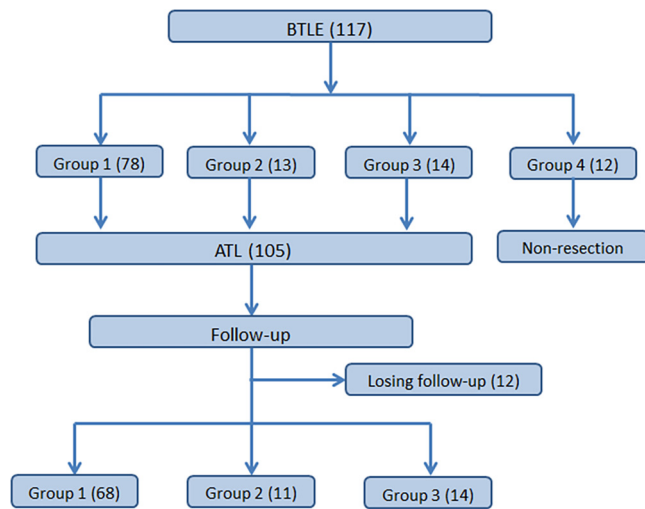 BTLE (117)
Group 1 (78)
Group 2 (13)
Group 3 (14)
Group 4 (12)
ATL (105)
Non-resection
Follow-up
Losing follow-up (12)
Group 1 (68)
Group 2 (11)
Group 3 (14)